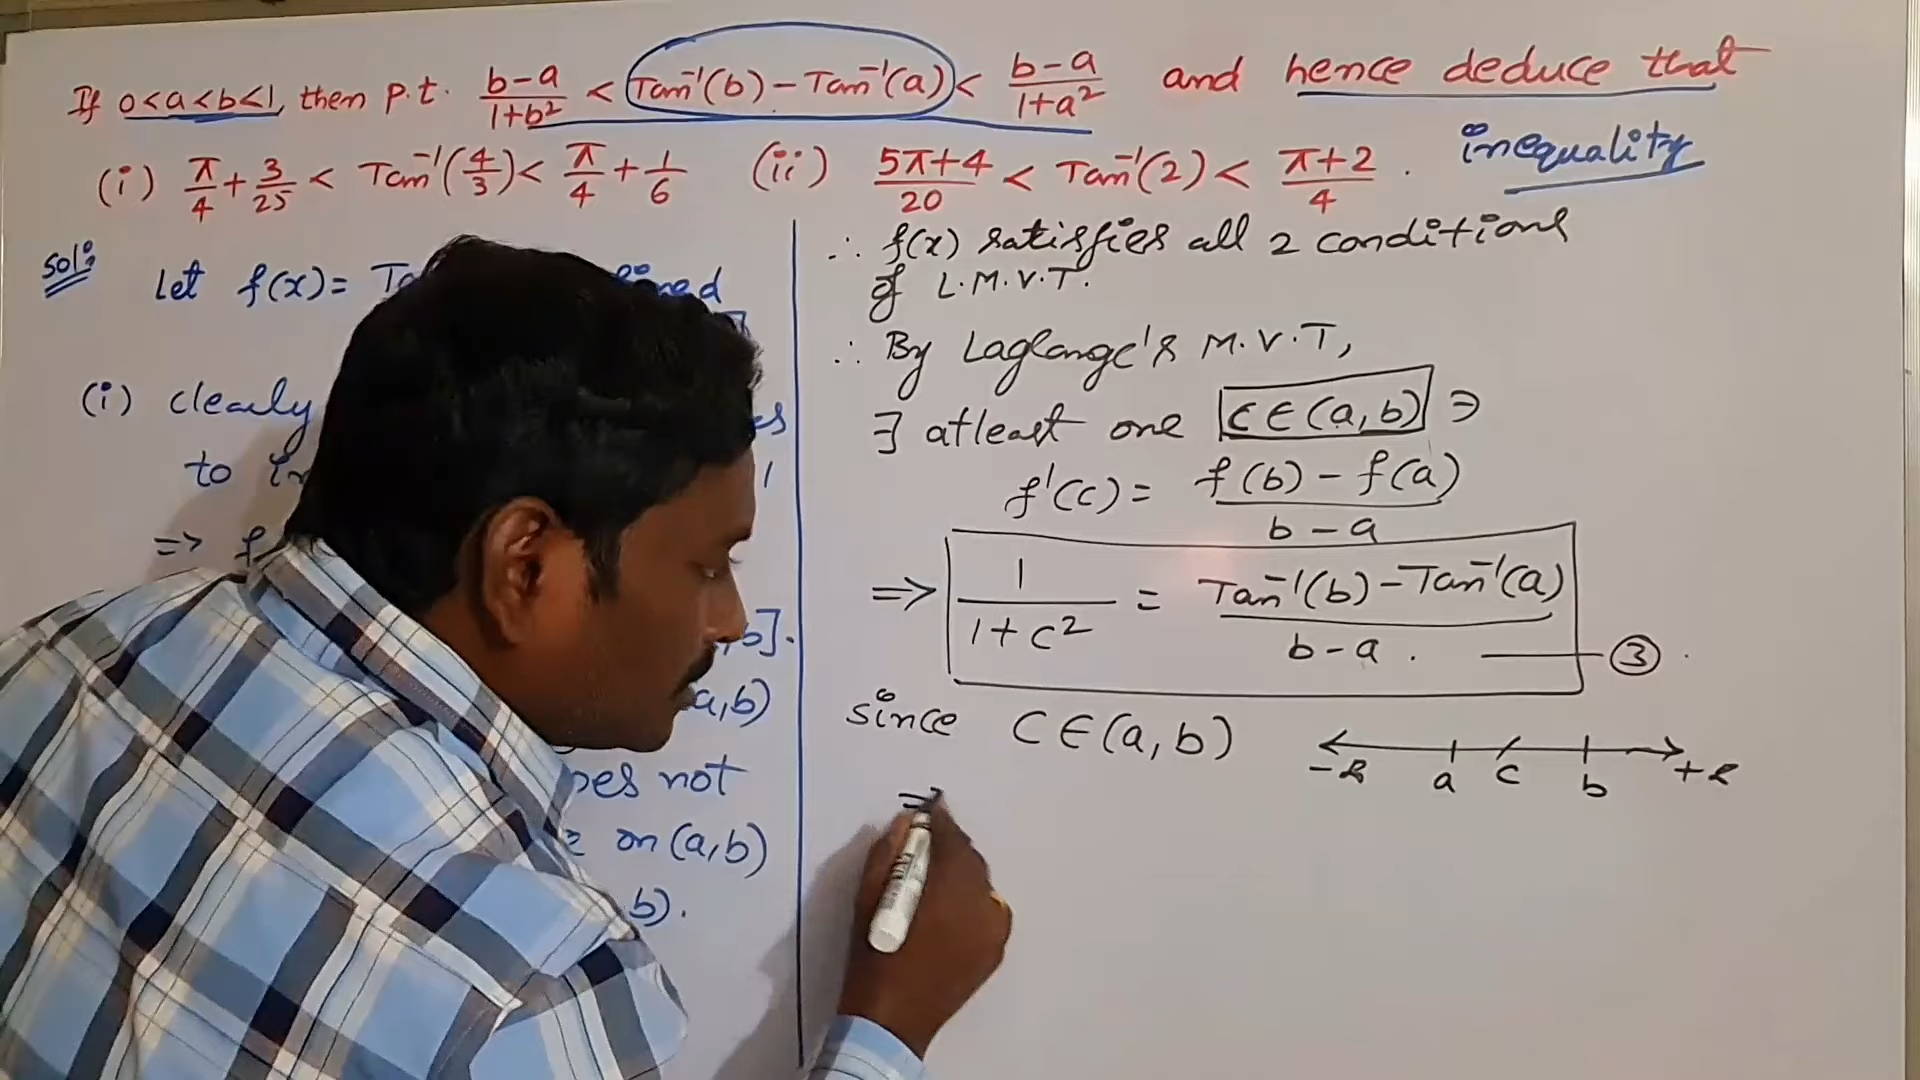 If 0<a<b<1, then p.t. (b-a)/(1+b²) < Tan⁻¹(b) - Tan⁻¹(a) < (b-a)/(1+a²) and hence deduce that
inequality
(i) π/4 + 3/25 < Tan⁻¹(4/3) < π/4 + 1/6 (ii) (5π+4)/20 < Tan⁻¹(2) < (π+2)/4 .
Sol:
Let f(x) =
(i) clearly
to
=>
b].
a,b)
not
on (a,b)
b).
∴ f(x) satisfies all 2 conditions
of L.M.V.T.
∴ By Lagrange's M.V.T,
∃ atleast one c∈(a,b) ∋
f'(c) = (f(b) - f(a))/(b-a)
=> 1/(1+c²) = (Tan⁻¹(b) - Tan⁻¹(a))/(b-a) . — ③ .
since c∈(a,b)
a c b
=